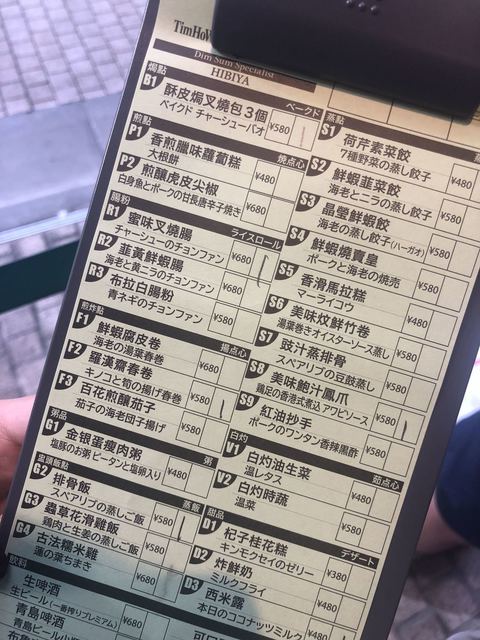 TimHoW
Dim Sum Specialist
HIBIYA
焗點
ベークド
B1
酥皮焗叉燒包3個
ベイクド チャーシューバオ
¥580
煎點
焼点心
P1
香煎臘味蘿蔔糕
大根餅
¥480
P2
煎釀虎皮尖椒
白身魚とポークの甘長唐辛子焼き
¥680
腸粉
ライスロール
R1
蜜味叉燒腸
チャーシューのチョンファン
¥680
R2
韮黃鮮蝦腸
海老と黄ニラのチョンファン
¥680
R3
布拉白腸粉
青ネギのチョンファン
¥580
煎炸點
揚点心
F1
鮮蝦腐皮卷
海老の湯葉春巻
¥680
F2
羅漢齋春卷
キノコと筍の揚げ春巻
¥580
F3
百花煎釀茄子
茄子の海老団子揚げ
¥580
粥品
粥
G1
金銀蛋瘦肉粥
塩豚のお粥 ピータンと塩卵入り
¥480
蒸飯
G2
排骨飯
スペアリブの蒸しご飯
¥580
G3
蟲草花滑雞飯
鶏肉と生姜の蒸しご飯
¥580
G4
古法糯米雞
蓮の葉ちまき
¥680
飲料
生啤酒
生ビール(一番搾りプレミアム)
¥680
青島啤酒
蒸點
S1
荷芹素菜餃
7種野菜の蒸し餃子
¥480
S2
鮮蝦韮菜餃
海老とニラの蒸し餃子
¥580
S3
晶瑩鮮蝦餃
海老の蒸し餃子(ハーガオ)
¥580
S4
鮮蝦燒賣皇
ポークと海老の焼売
¥580
S5
香滑馬拉糕
マーライコウ
¥480
S6
美味炆鮮竹卷
湯葉巻きオイスターソース蒸し
¥580
S7
豉汁蒸排骨
スペアリブの豆鼓蒸し
¥580
S8
美味鮑汁鳳爪
鶏足の香港式煮込 アワビソース
¥580
S9
紅油抄手
ポークのワンタン香辣黒酢
¥580
白灼
茹点心
V1
白灼油生菜
温レタス
¥480
V2
白灼時蔬
温菜
¥580
甜品
デザート
D1
杞子桂花糕
キンモクセイのゼリー
¥380
D2
炸鮮奶
ミルクフライ
¥480
D3
西米露
本日のココナッツミルク
¥480